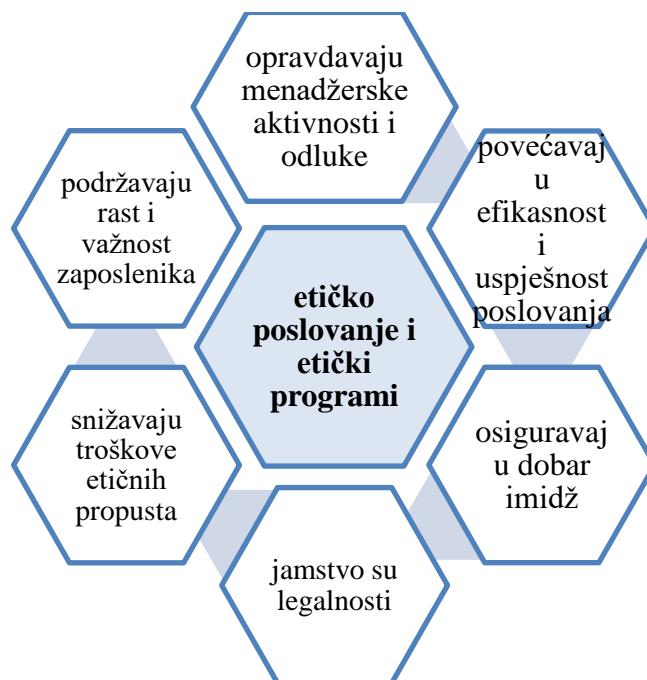 opravdavaju
menadžerske
aktivnosti i
odluke
povećavaj
u
efikasnost
i
uspješnost
poslovanja
osiguravaj
u dobar
imidž
jamstvo su
legalnosti
snižavaju
troškove
etičnih
propusta
podržavaju
rast i
važnost
zaposlenika
etičko
poslovanje i
etički
programi